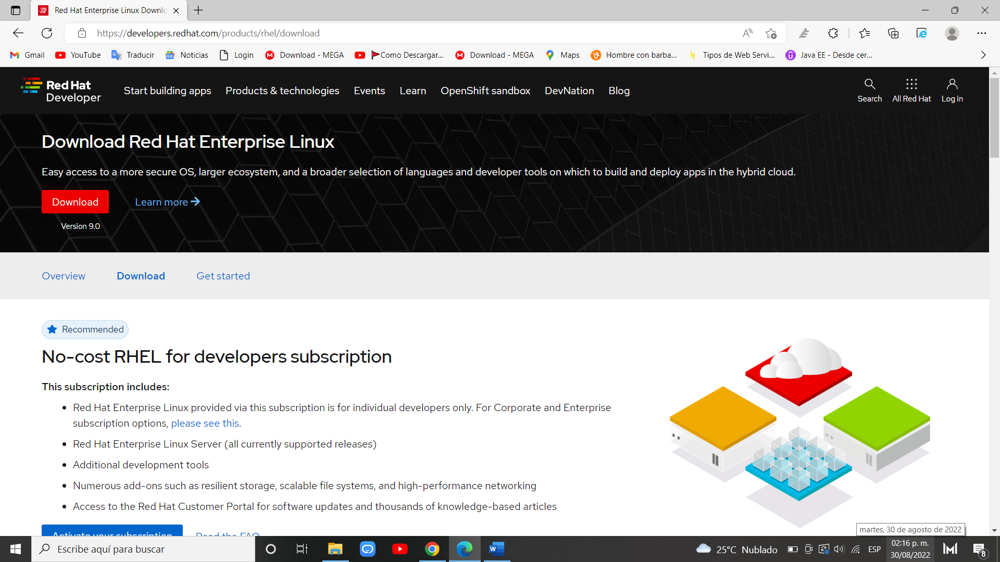 Red Hat Enterprise Linux Downlo
https://developers.redhat.com/products/rhel/download
Gmail YouTube Traducir Noticias Login Download - MEGA Como Descargar... Download - MEGA Maps Hombre con barba... Tipos de Web Servi... Java EE - Desde cer...
Red Hat
Developer
Start building apps Products & technologies Events Learn OpenShift sandbox DevNation Blog
Search All Red Hat Log in
Download Red Hat Enterprise Linux
Easy access to a more secure OS, larger ecosystem, and a broader selection of languages and developer tools on which to build and deploy apps in the hybrid cloud.
Download Learn more
Version 9.0
Overview Download Get started
Recommended
No-cost RHEL for developers subscription
This subscription includes:
Red Hat Enterprise Linux provided via this subscription is for individual developers only. For Corporate and Enterprise
subscription options, please see this.
Red Hat Enterprise Linux Server (all currently supported releases)
Additional development tools
Numerous add-ons such as resilient storage, scalable file systems, and high-performance networking
Access to the Red Hat Customer Portal for software updates and thousands of knowledge-based articles
Activate your subscription Read the FAQ
martes, 30 de agosto de 2022
Escribe aquí para buscar
25°C Nublado
ESP
02:16 p. m.
30/08/2022
8